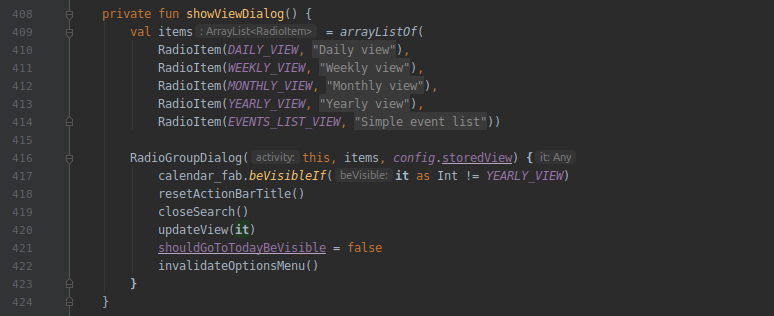 408 private fun showViewDialog() {
409 val items : ArrayList<RadioItem> = arrayListOf(
410 RadioItem(DAILY_VIEW, "Daily view"),
411 RadioItem(WEEKLY_VIEW, "Weekly view"),
412 RadioItem(MONTHLY_VIEW, "Monthly view"),
413 RadioItem(YEARLY_VIEW, "Yearly view"),
414 RadioItem(EVENTS_LIST_VIEW, "Simple event list"))
415
416 RadioGroupDialog( activity: this, items, config.storedView) { it: Any
417 calendar_fab.beVisibleIf( beVisible: it as Int != YEARLY_VIEW)
418 resetActionBarTitle()
419 closeSearch()
420 updateView(it)
421 shouldGoToTodayBeVisible = false
422 invalidateOptionsMenu()
423 }
424 }